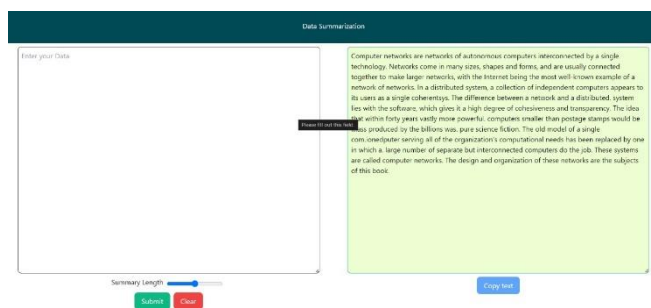 Data Summarization
Enter your Data
Computer networks are networks of autonomous computers interconnected by a single
technology. Networks come in many sizes, shapes and forms, and are usually connected
together to make larger networks, with the Internet being the most well-known example of a
network of networks. In a distributed system, a collection of independent computers appears to
its users as a single coherentsys. The difference between a network and a distributed. system
lies with the software, which gives it a high degree of cohesiveness and transparency. The idea
that within forty years vastly more powerful. computers smaller than postage stamps would be
Please fill out this field
mass produced by the billions was. pure science fiction. The old model of a single
com.ionedputer serving all of the organization's computational needs has been replaced by one
in which a. large number of separate but interconnected computers do the job. These systems
are called computer networks. The design and organization of these networks are the subjects
of this book.
Summary Length
Submit
Clear
Copy text